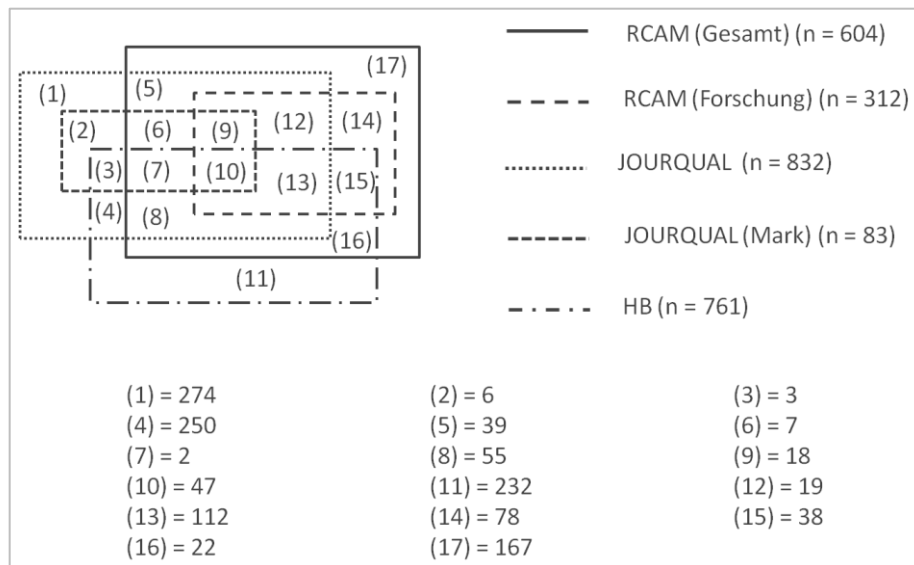 RCAM (Gesamt) (n = 604)
(17)
(1)
(5)
RCAM (Forschung) (n = 312)
(2)
(6)
(9)
(12)
(14)
(3)
(7)
(10)
(13)
(15)
JOURQUAL (n = 832)
(4)
(8)
(16)
JOURQUAL (Mark) (n = 83)
(11)
HB (n = 761)
(1) = 274
(2) = 6
(3) = 3
(4) = 250
(5) = 39
(6) = 7
(7) = 2
(8) = 55
(9) = 18
(10) = 47
(11) = 232
(12) = 19
(13) = 112
(14) = 78
(15) = 38
(16) = 22
(17) = 167